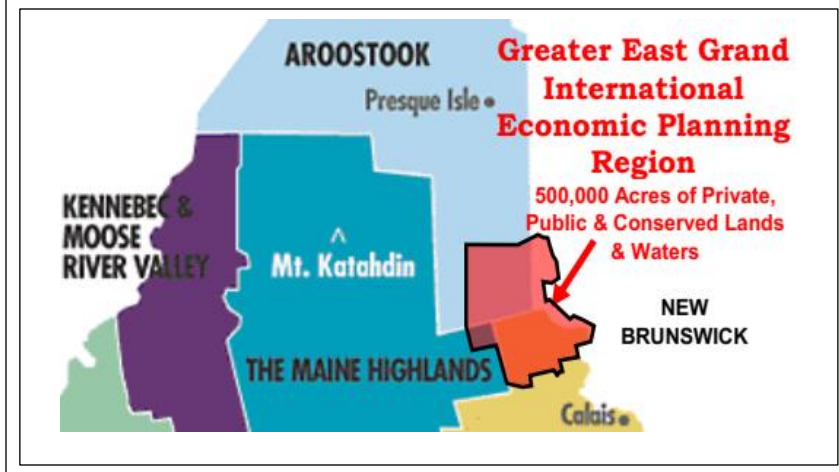 AROOSTOOK
Presque Isle
Greater East Grand
International
Economic Planning
Region
500,000 Acres of Private,
Public & Conserved Lands
& Waters
KENNEBEC &
MOOSE
RIVER VALLEY
Mt. Katahdin
NEW
BRUNSWICK
THE MAINE HIGHLANDS
Calais